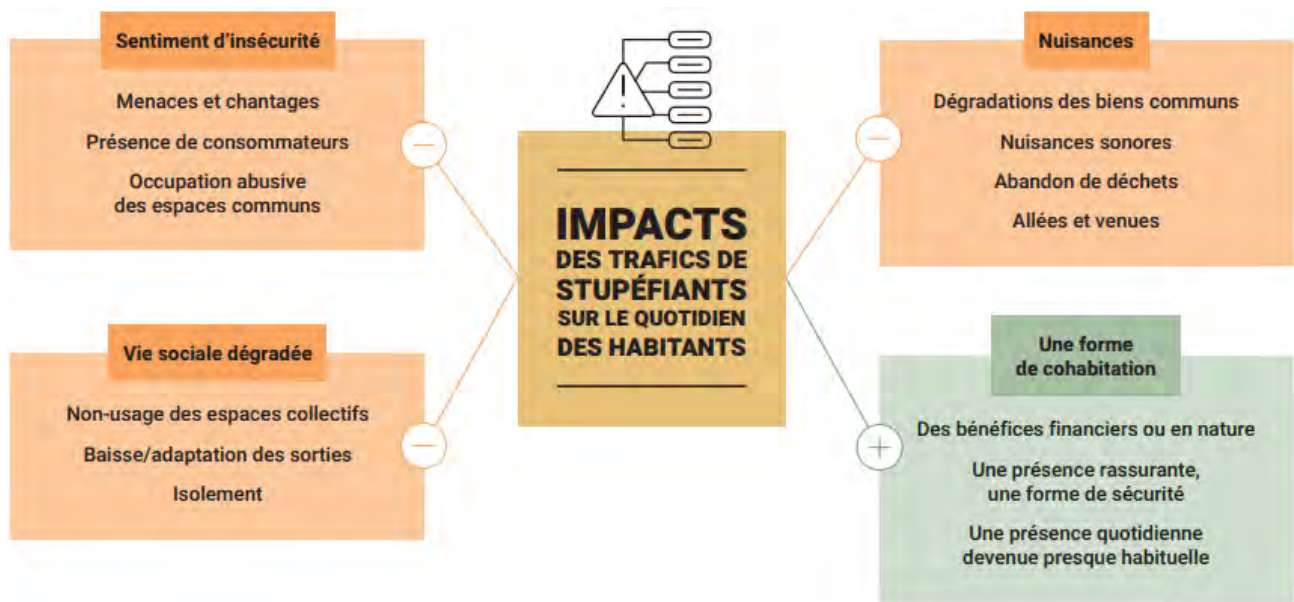 Sentiment d'insécurité
Menaces et chantages
Présence de consommateurs
Occupation abusive
des espaces communs
Vie sociale dégradée
Non-usage des espaces collectifs
Baisse/adaptation des sorties
Isolement
IMPACTS
DES TRAFICS DE
STUPÉFIANTS
SUR LE QUOTIDIEN
DES HABITANTS
Nuisances
Dégradations des biens communs
Nuisances sonores
Abandon de déchets
Allées et venues
Une forme
de cohabitation
Des bénéfices financiers ou en nature
Une présence rassurante,
une forme de sécurité
Une présence quotidienne
devenue presque habituelle